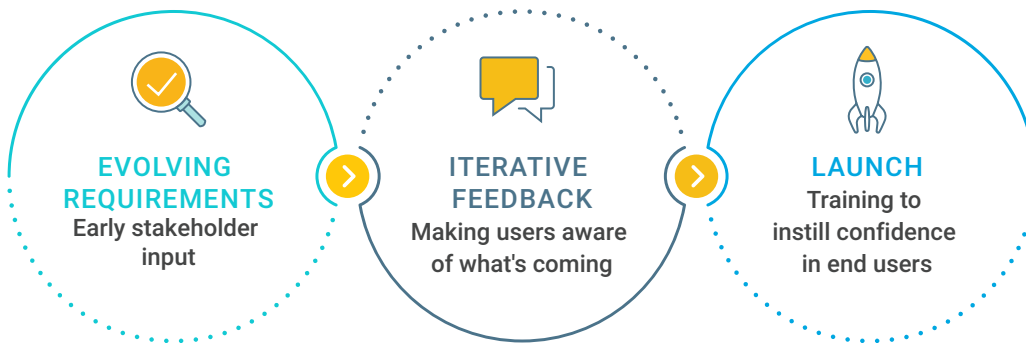 EVOLVING
REQUIREMENTS
Early stakeholder
input
ITERATIVE
FEEDBACK
Making users aware
of what's coming
LAUNCH
Training to
instill confidence
in end users